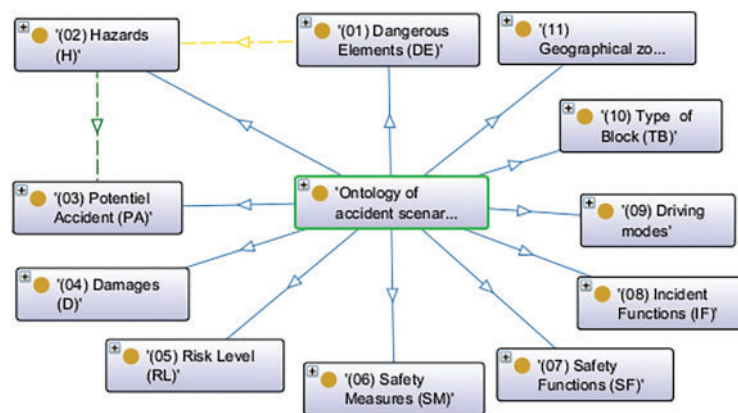 '(02) Hazards
(H)'
'(01) Dangerous
Elements (DE)'
'(11)
Geographical zo...
'(10) Type of
Block (TB)'
'(03) Potentiel
Accident (PA)'
'Ontology of
accident scenar...
'(09) Driving
modes'
'(04) Damages
(D)'
'(08) Incident
Functions (IF)'
'(05) Risk Level
(RL)'
'(06) Safety
Measures (SM)'
'(07) Safety
Functions (SF)'